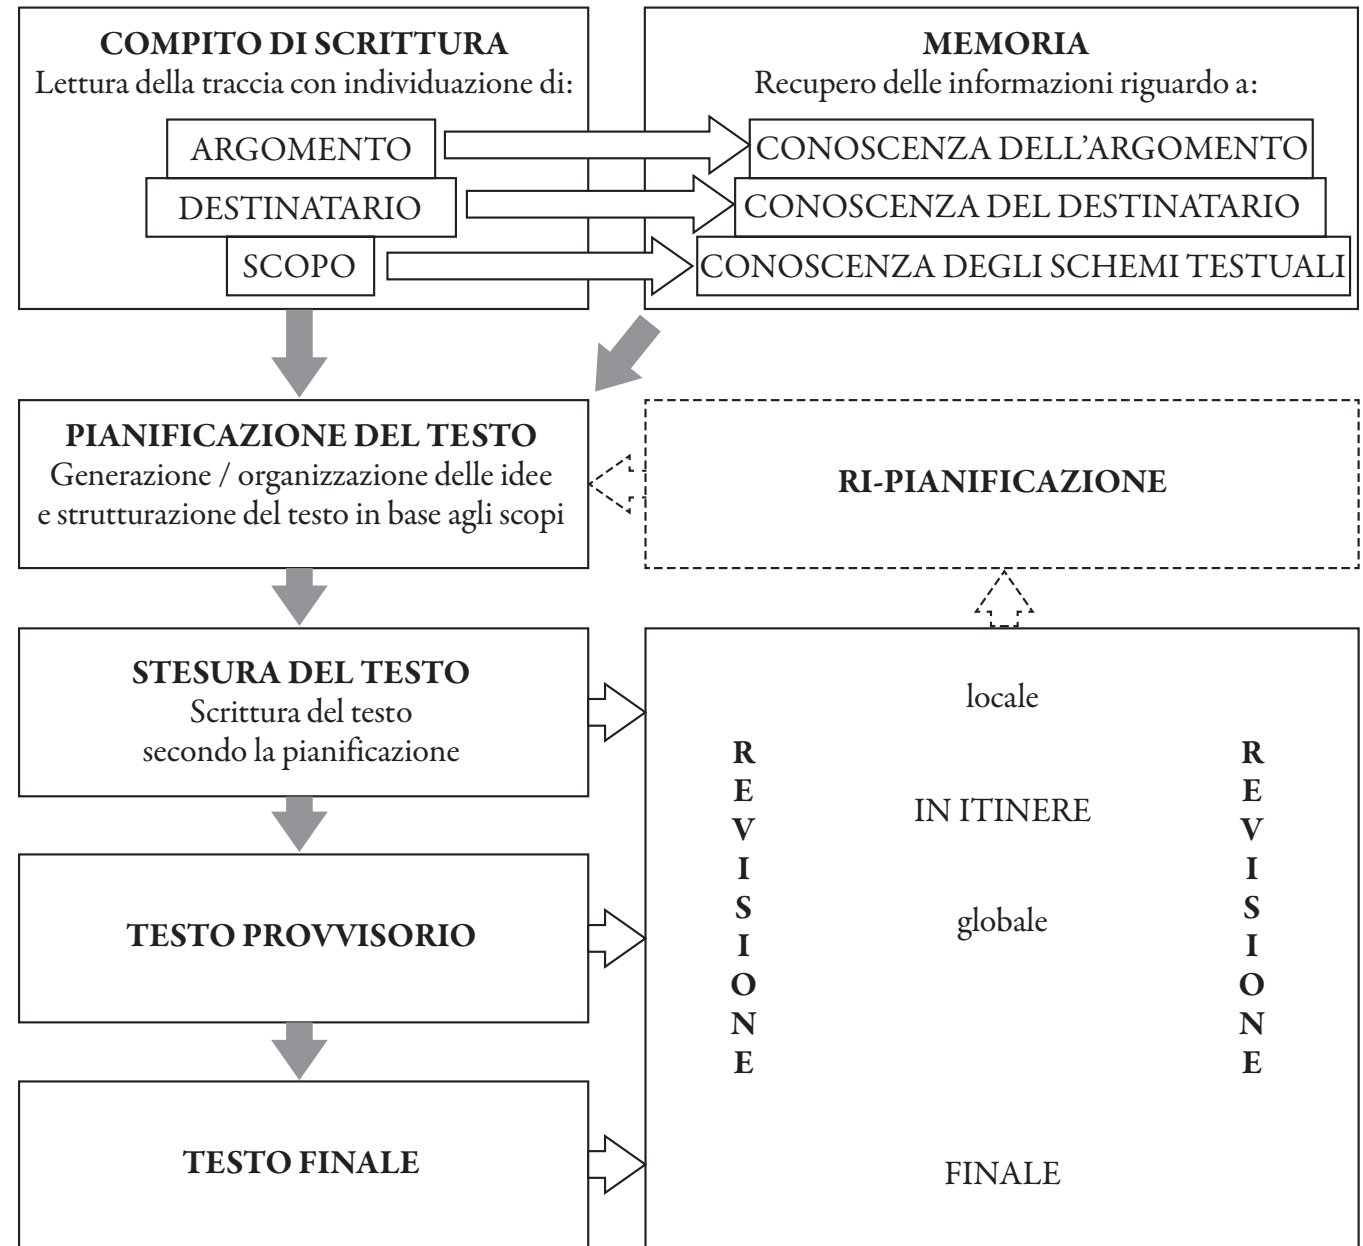 COMPITO DI SCRITTURA
Lettura della traccia con individuazione di:
ARGOMENTO
DESTINATARIO
SCOPO
MEMORIA
Recupero delle informazioni riguardo a:
CONOSCENZA DELL’ARGOMENTO
CONOSCENZA DEL DESTINATARIO
CONOSCENZA DEGLI SCHEMI TESTUALI
PIANIFICAZIONE DEL TESTO
Generazione / organizzazione delle idee
e strutturazione del testo in base agli scopi
RI-PIANIFICAZIONE
STESURA DEL TESTO
Scrittura del testo
secondo la pianificazione
TESTO PROVVISORIO
TESTO FINALE
REVISIONE
locale
IN ITINERE
globale
FINALE
REVISIONE